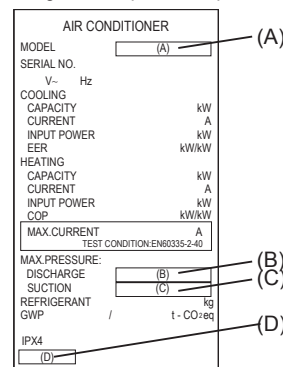 AIR CONDITIONER
MODEL (A) (A)
SERIAL NO.
V~ Hz
COOLING
CAPACITY kW
CURRENT A
INPUT POWER kW
EER kW/kW
HEATING
CAPACITY kW
CURRENT A
INPUT POWER kW
COP kW/kW
MAX.CURRENT A
TEST CONDITION:EN60335-2-40
MAX.PRESSURE:
DISCHARGE (B) (B)
SUCTION (C) (C)
REFRIGERANT kg
GWP / t - CO2eq
IPX4
(D) (D)